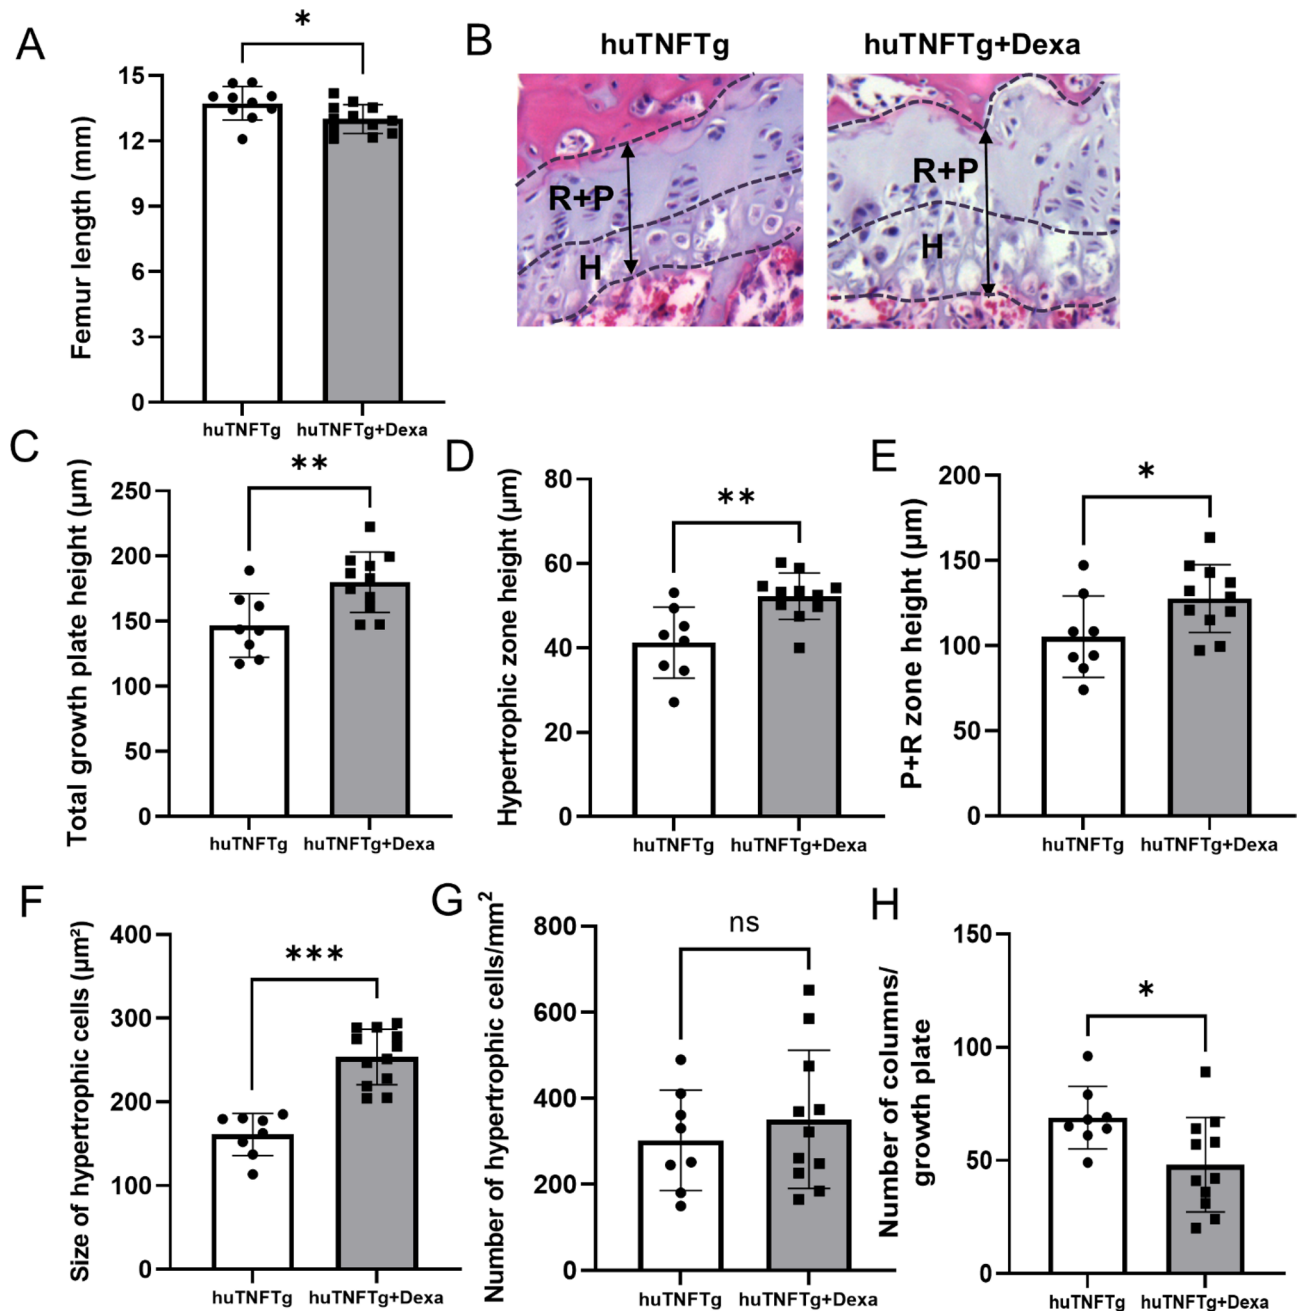 A
*
Femur length (mm)
15
12
9
6
3
0
huTNFTg
huTNFTg+Dexa
B
huTNFTg
huTNFTg+Dexa
R+P
H
R+P
H
C
**
Total growth plate height (µm)
250
200
150
100
50
0
huTNFTg
huTNFTg+Dexa
D
**
Hypertrophic zone height (µm)
80
60
40
20
0
huTNFTg
huTNFTg+Dexa
E
*
P+R zone height (µm)
200
150
100
50
0
huTNFTg
huTNFTg+Dexa
F
***
Size of hypertrophic cells (µm²)
400
300
200
100
0
huTNFTg
huTNFTg+Dexa
G
ns
Number of hypertrophic cells/mm²
800
600
400
200
0
huTNFTg
huTNFTg+Dexa
H
*
Number of columns/
growth plate
150
100
50
0
huTNFTg
huTNFTg+Dexa